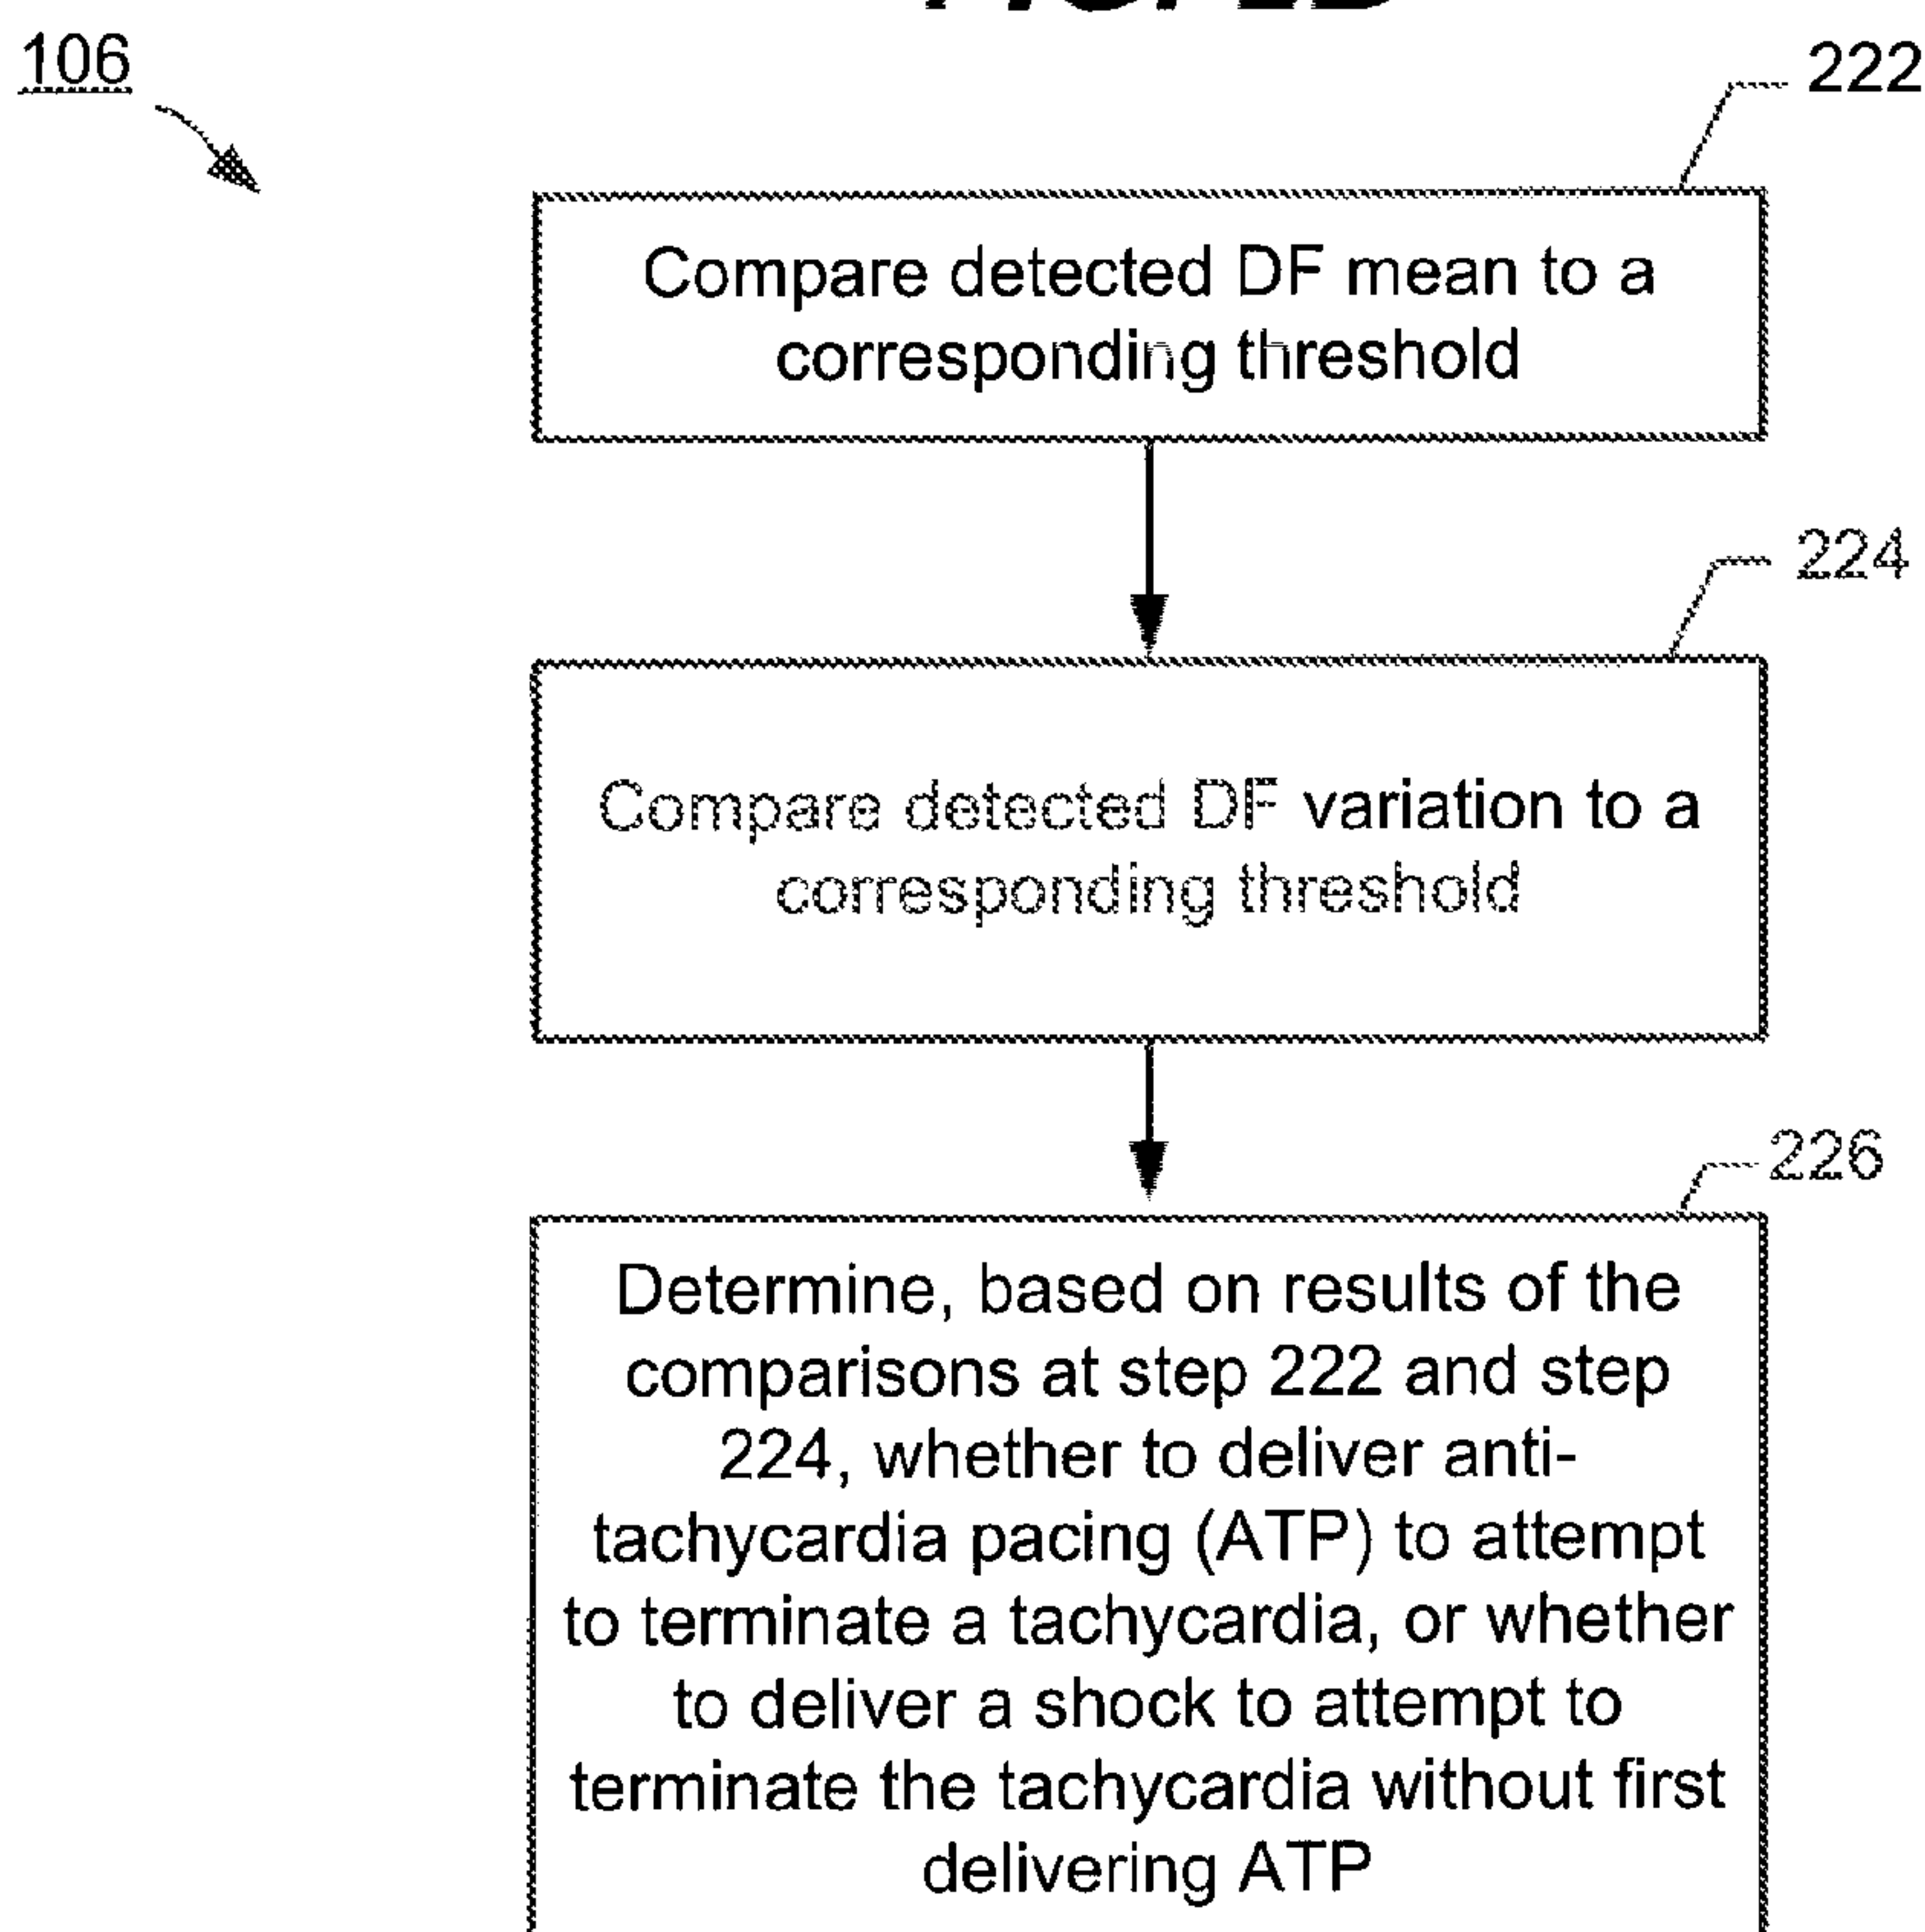 106
222
Compare detected DF mean to a
corresponding threshold
224
Compare detected DF variation to a
corresponding threshold
226
Determine, based on results of the
comparisons at step 222 and step
224, whether to deliver anti-
tachycardia pacing (ATP) to attempt
to terminate a tachycardia, or whether
to deliver a shock to attempt to
terminate the tachycardia without first
delivering ATP